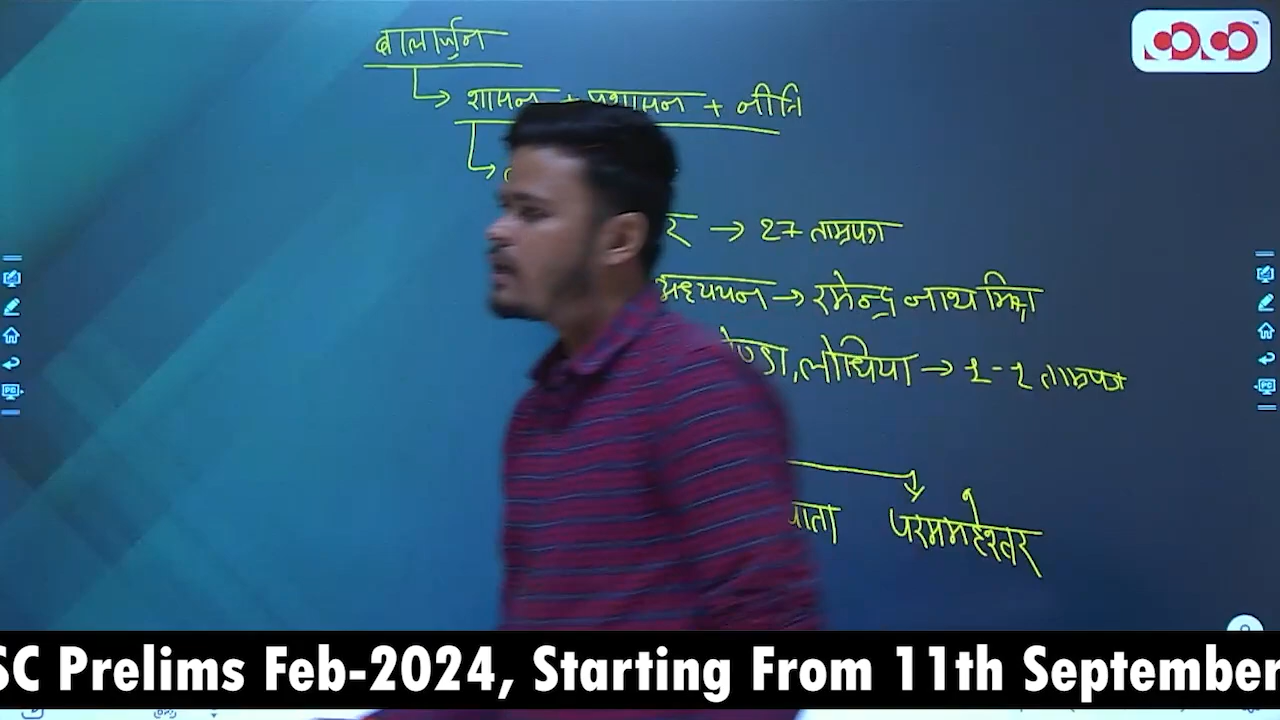 बालार्जुन
शासन + प्रशासन + नीति
र → 27 ताम्रपत्र
अध्ययन → रमेन्द्र नाथ मिश्र
ण्डा, लोधिया → 1-1 ताम्रपत्र
परममहेश्वर
SC Prelims Feb-2024, Starting From 11th September